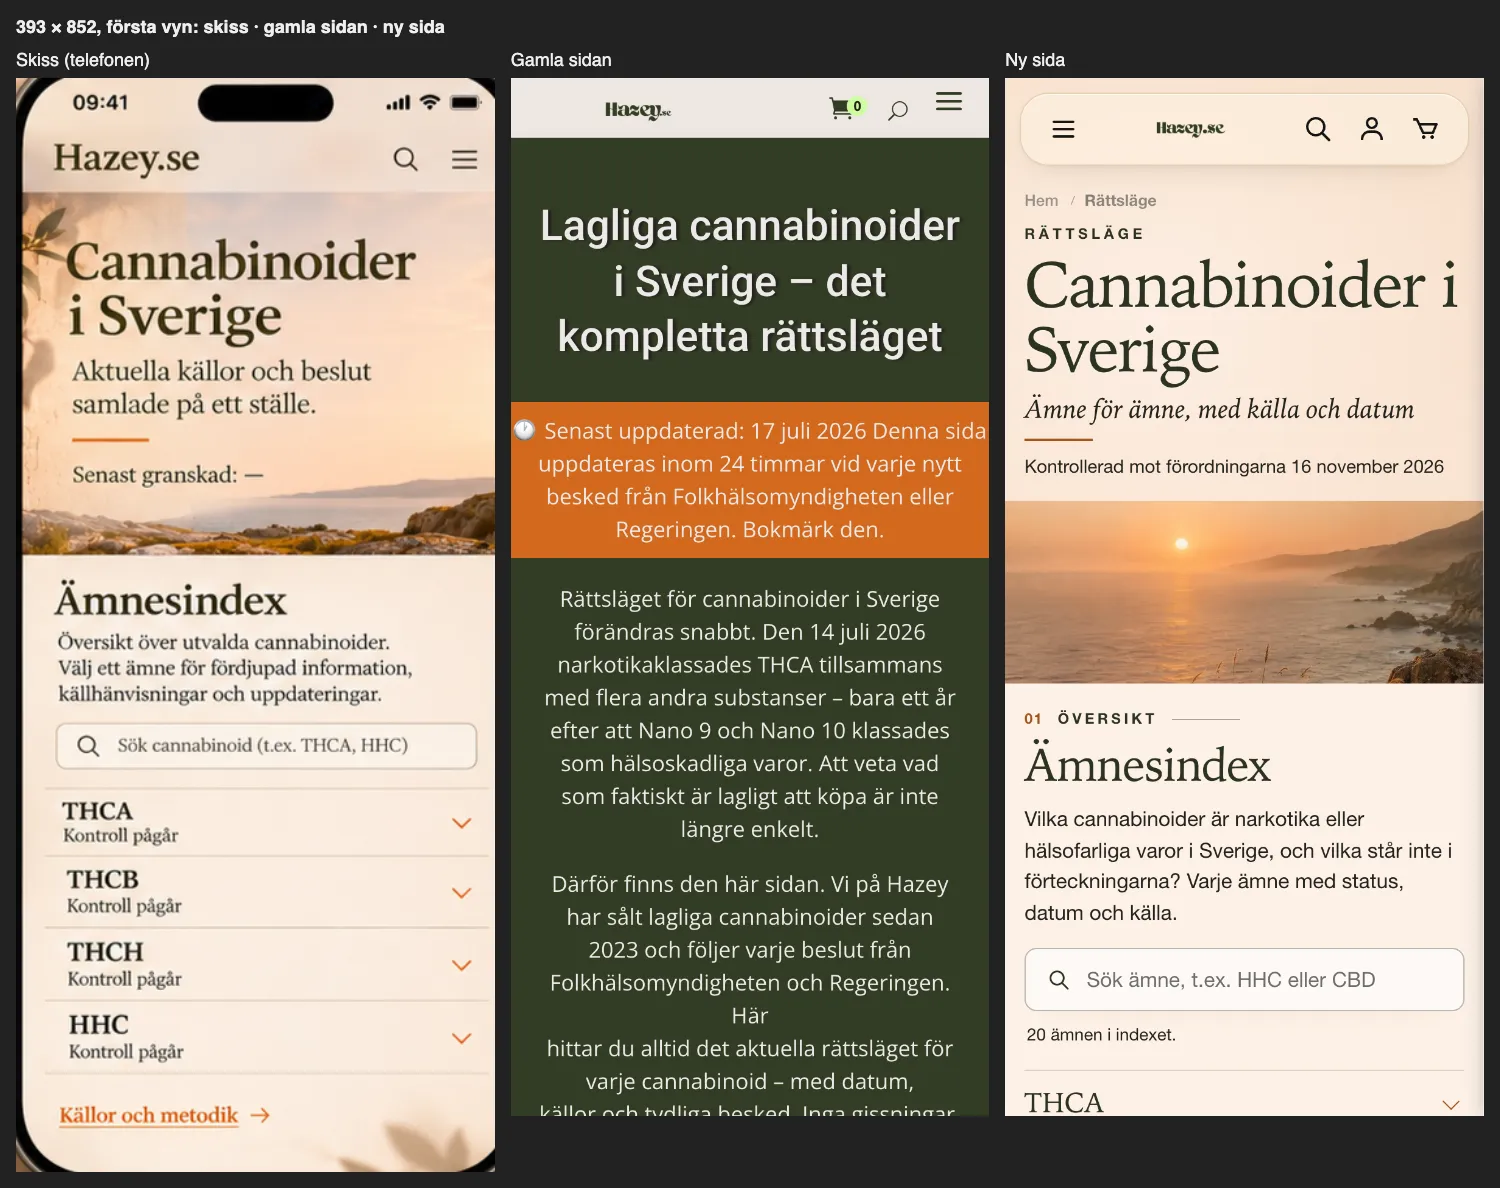 393 × 852, första vyn: skiss · gamla sidan · ny sida
Skiss (telefonen)
09:41
Hazey.se
Cannabinoider
i Sverige
Aktuella källor och beslut
samlade på ett ställe.
Senast granskad: —
Ämnesindex
Översikt över utvalda cannabinoider.
Välj ett ämne för fördjupad information,
källhänvisningar och uppdateringar.
Sök cannabinoid (t.ex. THCA, HHC)
THCA
Kontroll pågår
THCB
Kontroll pågår
THCH
Kontroll pågår
HHC
Kontroll pågår
Källor och metodik →
Gamla sidan
Hazey.se
0
Lagliga cannabinoider
i Sverige – det
kompletta rättsläget
🕐 Senast uppdaterad: 17 juli 2026 Denna sida
uppdateras inom 24 timmar vid varje nytt
besked från Folkhälsomyndigheten eller
Regeringen. Bokmärk den.
Rättsläget för cannabinoider i Sverige
förändras snabbt. Den 14 juli 2026
narkotikaklassades THCA tillsammans
med flera andra substanser – bara ett år
efter att Nano 9 och Nano 10 klassades
som hälsoskadliga varor. Att veta vad
som faktiskt är lagligt att köpa är inte
längre enkelt.
Därför finns den här sidan. Vi på Hazey
har sålt lagliga cannabinoider sedan
2023 och följer varje beslut från
Folkhälsomyndigheten och Regeringen.
Här
hittar du alltid det aktuella rättsläget för
varje cannabinoid – med datum,
källor och tydliga besked. Inga gissningar
Ny sida
Hazey.se
Hem / Rättsläge
RÄTTSLÄGE
Cannabinoider i
Sverige
Ämne för ämne, med källa och datum
Kontrollerad mot förordningarna 16 november 2026
01 ÖVERSIKT
Ämnesindex
Vilka cannabinoider är narkotika eller
hälsofarliga varor i Sverige, och vilka står inte i
förteckningarna? Varje ämne med status,
datum och källa.
Sök ämne, t.ex. HHC eller CBD
20 ämnen i indexet.
THCA